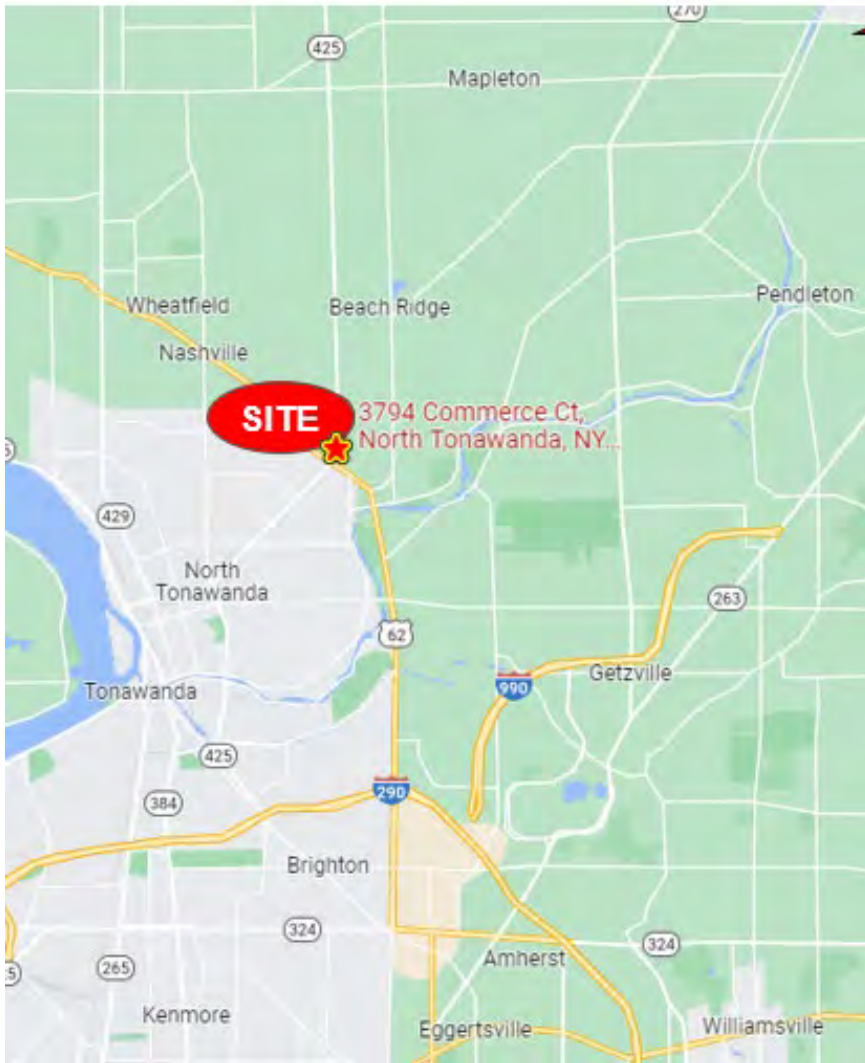 270
425
Mapleton
Pendleton
Wheatfield
Beach Ridge
Nashville
SITE
3794 Commerce Ct,
North Tonawanda, NY...
429
North
Tonawanda
263
62
Getzville
990
Tonawanda
425
290
384
Brighton
324
324
Amherst
265
Kenmore
Eggertsville
Williamsville